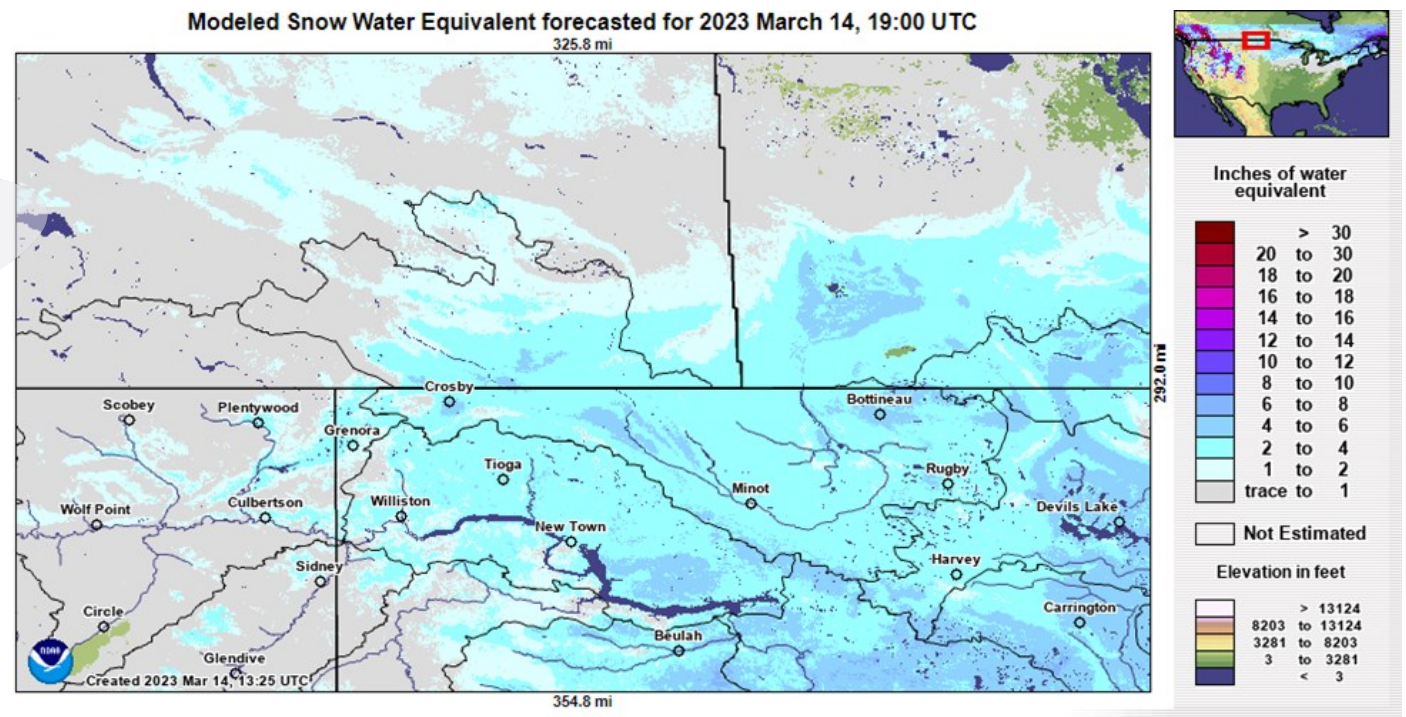 Modeled Snow Water Equivalent forecasted for 2023 March 14, 19:00 UTC
325.8 mi
Crosby
Scobey
Plentywood
Bottineau
Grenora
Tioga
Rugby
Minot
Williston
Culbertson
Wolf Point
Devils Lake
New Town
Harvey
Sidney
Circle
Carrington
Beulah
Glendive
NOAA
Created 2023 Mar 14, 13:25 UTC
354.8 mi
292.0 mi
Inches of water
equivalent
> 30
20 to 30
18 to 20
16 to 18
14 to 16
12 to 14
10 to 12
8 to 10
6 to 8
4 to 6
2 to 4
1 to 2
trace to 1
Not Estimated
Elevation in feet
> 13124
8203 to 13124
3281 to 8203
3 to 3281
< 3